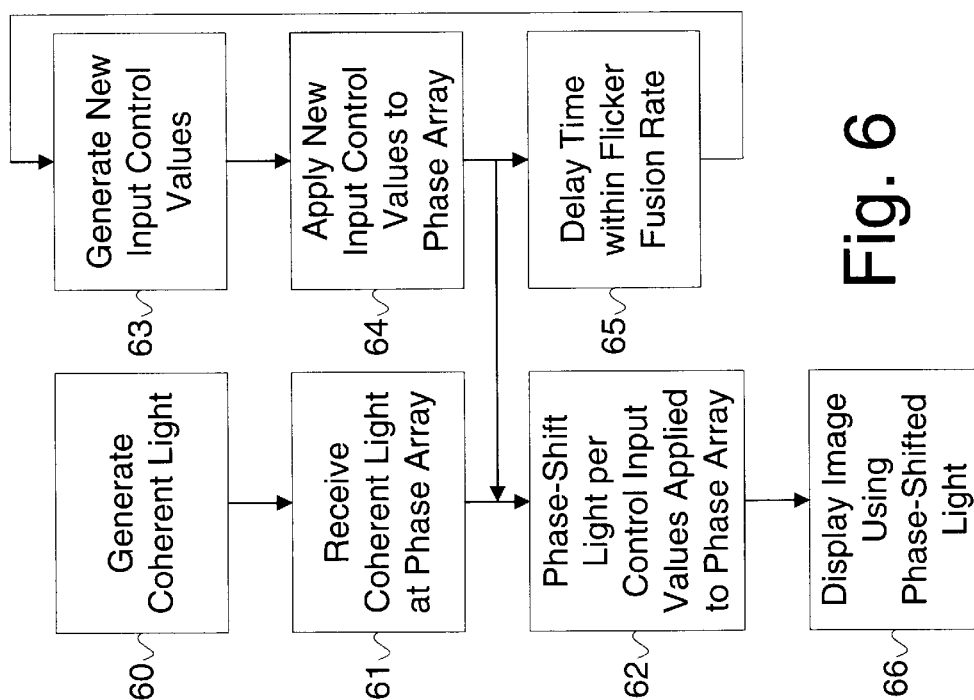 60
Generate
Coherent Light
61
Receive
Coherent Light
at Phase Array
62
Phase-Shift
Light per
Control Input
Values Applied
to Phase Array
66
Display Image
Using
Phase-Shifted
Light
63
Generate New
Input Control
Values
64
Apply New
Input Control
Values to
Phase Array
65
Delay Time
within Flicker
Fusion Rate
Fig. 6